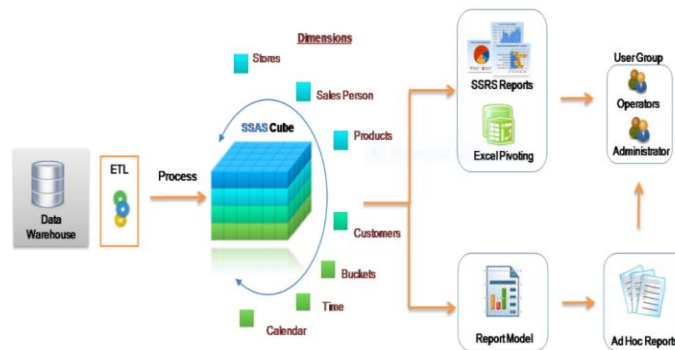 Dimensions
Stores
Sales Person
SSAS Cube
Products
Customers
Buckets
Time
Calendar
Data
Warehouse
ETL
Process
SSRS Reports
Excel Pivoting
User Group
Operators
Administrator
Report Model
Ad Hoc Reports